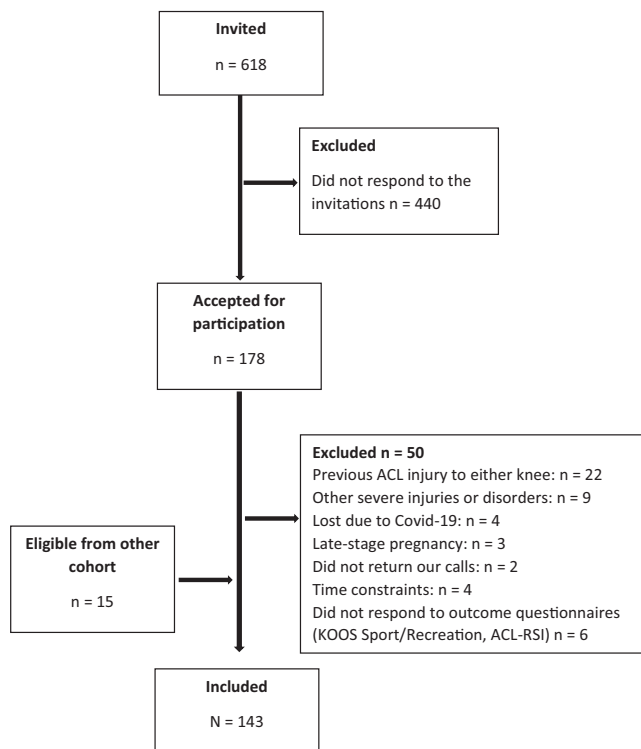 Invited
n = 618
Excluded
Did not respond to the
invitations n = 440
Accepted for
participation
n = 178
Excluded n = 50
Previous ACL injury to either knee: n = 22
Other severe injuries or disorders: n = 9
Lost due to Covid-19: n = 4
Late-stage pregnancy: n = 3
Did not return our calls: n = 2
Time constraints: n = 4
Did not respond to outcome questionnaires
(KOOS Sport/Recreation, ACL-RSI) n = 6
Eligible from other
cohort
n = 15
Included
N = 143